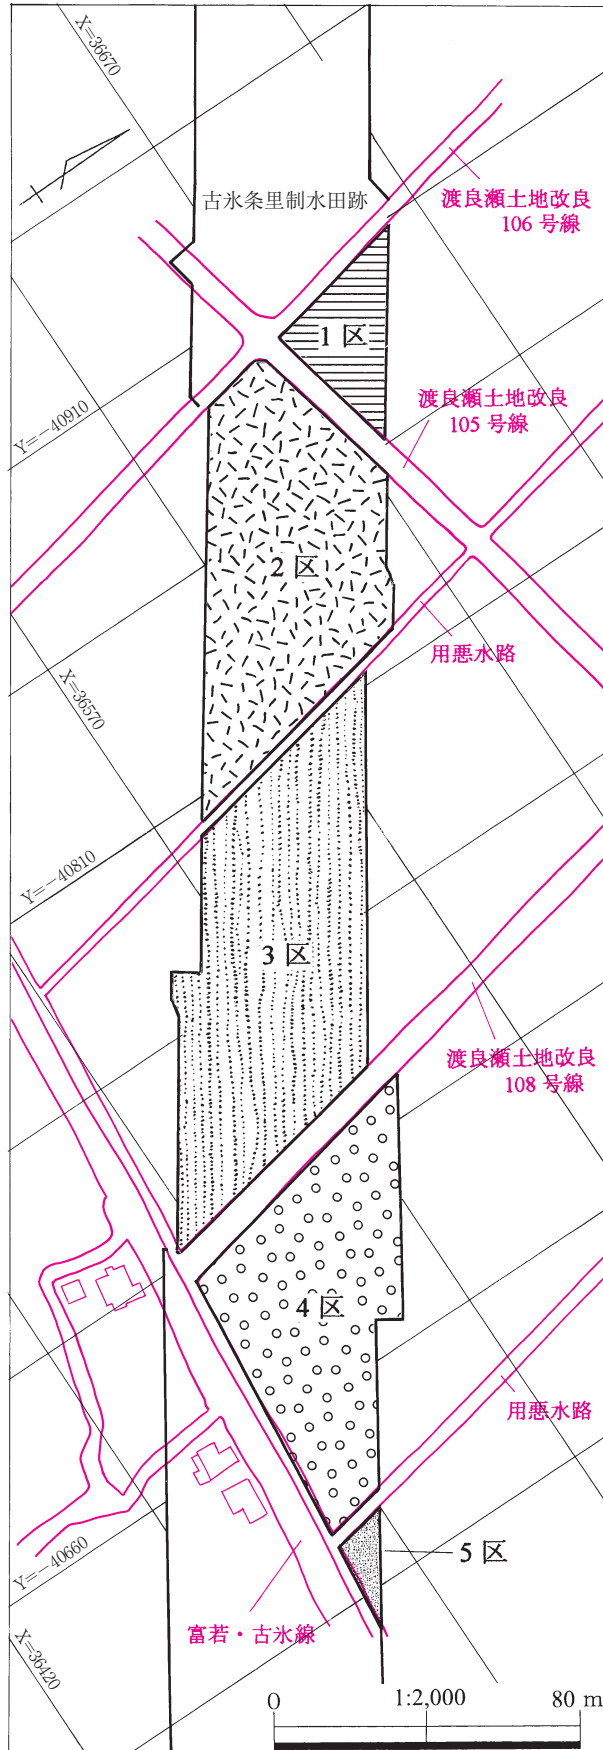 X=36670
古氷条里制水田跡
渡良瀬土地改良
106 号線
1 区
渡良瀬土地改良
105 号線
Y=-40910
2 区
用悪水路
X=36570
Y=-40810
3 区
渡良瀬土地改良
108 号線
4 区
用悪水路
5 区
Y=-40660
富若・古氷線
X=36420
0 1:2,000 80 m